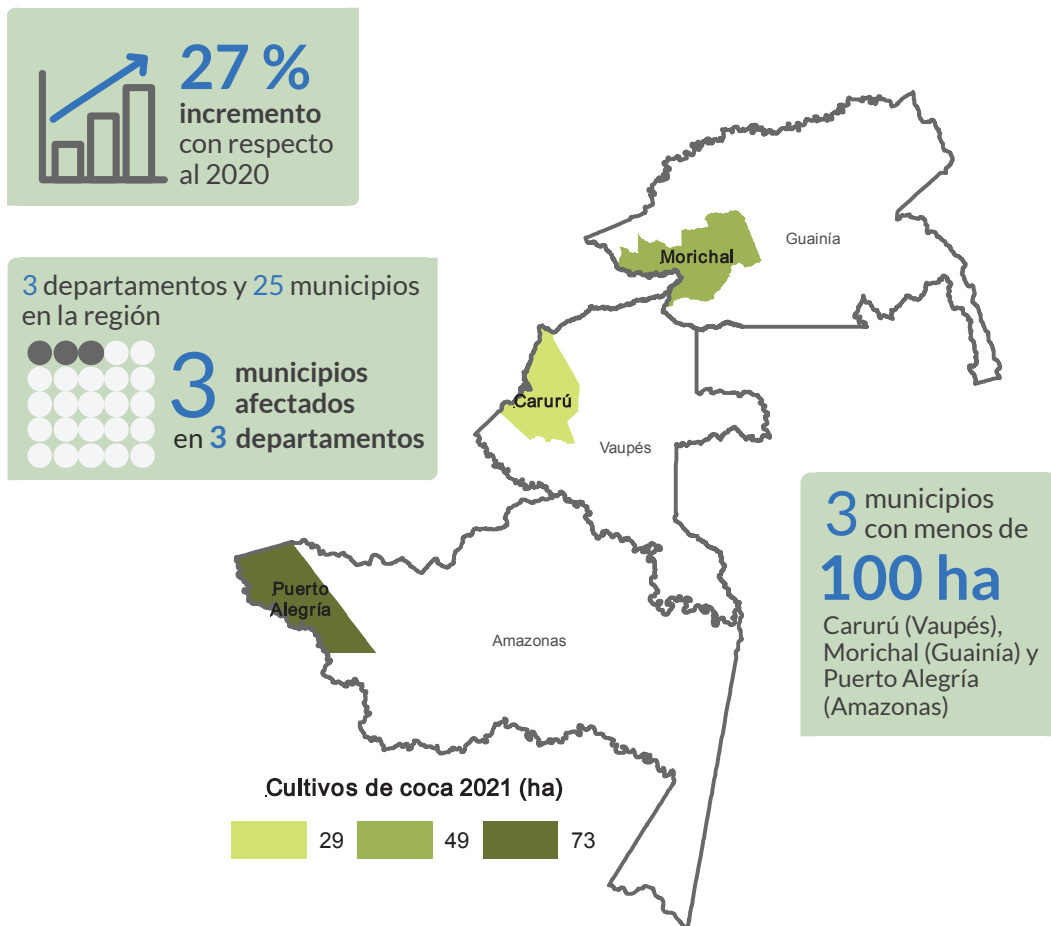 27 %
incremento
con respecto
al 2020
3 departamentos y 25 municipios
en la región
3 municipios
afectados
en 3 departamentos
Guainía
Morichal
Carurú
Vaupés
Puerto
Alegría
Amazonas
3 municipios
con menos de
100 ha
Carurú (Vaupés),
Morichal (Guainía) y
Puerto Alegría
(Amazonas)
Cultivos de coca 2021 (ha)
29 49 73